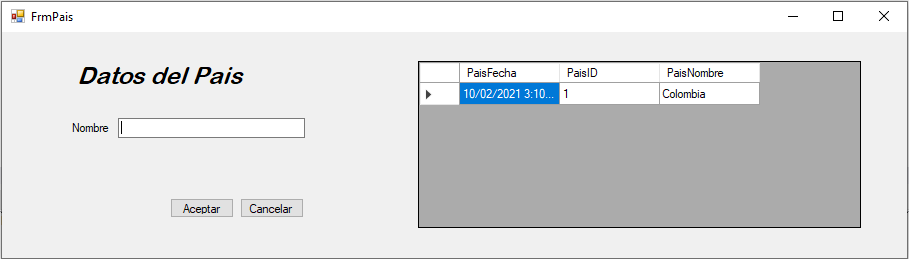 FrmPais
Datos del Pais
Nombre
Aceptar Cancelar
PaisFecha PaisID PaisNombre
10/02/2021 3:10... 1 Colombia